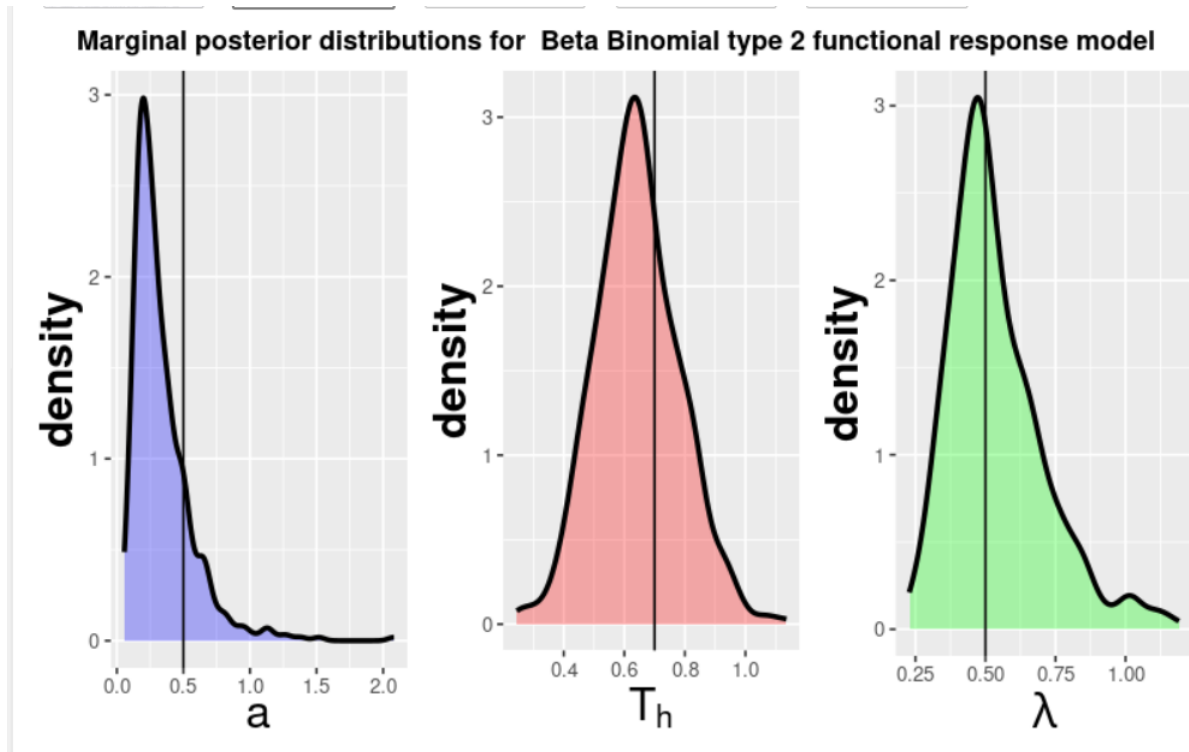 Marginal posterior distributions for  Beta Binomial type 2 functional response model
density
3
2
1
0
0.0 0.5 1.0 1.5 2.0
a
density
3
2
1
0
0.4 0.6 0.8 1.0
Th
density
3
2
1
0
0.25 0.50 0.75 1.00
λ